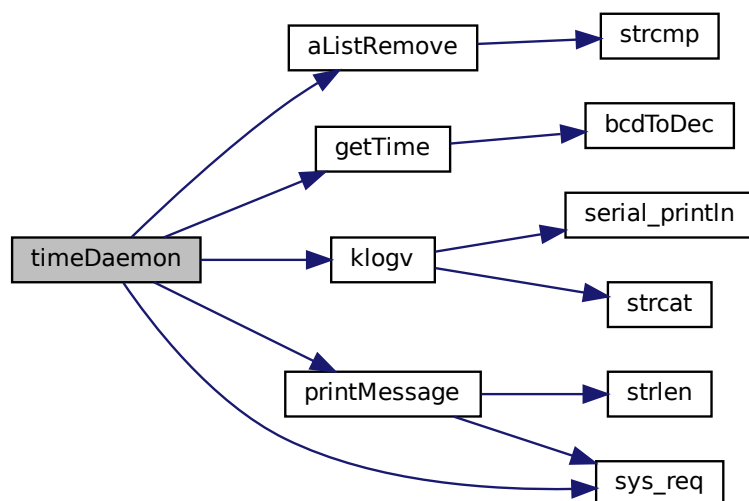 timeDaemon
aListRemove
strcmp
getTime
bcdToDec
klogv
serial_println
strcat
printMessage
strlen
sys_req